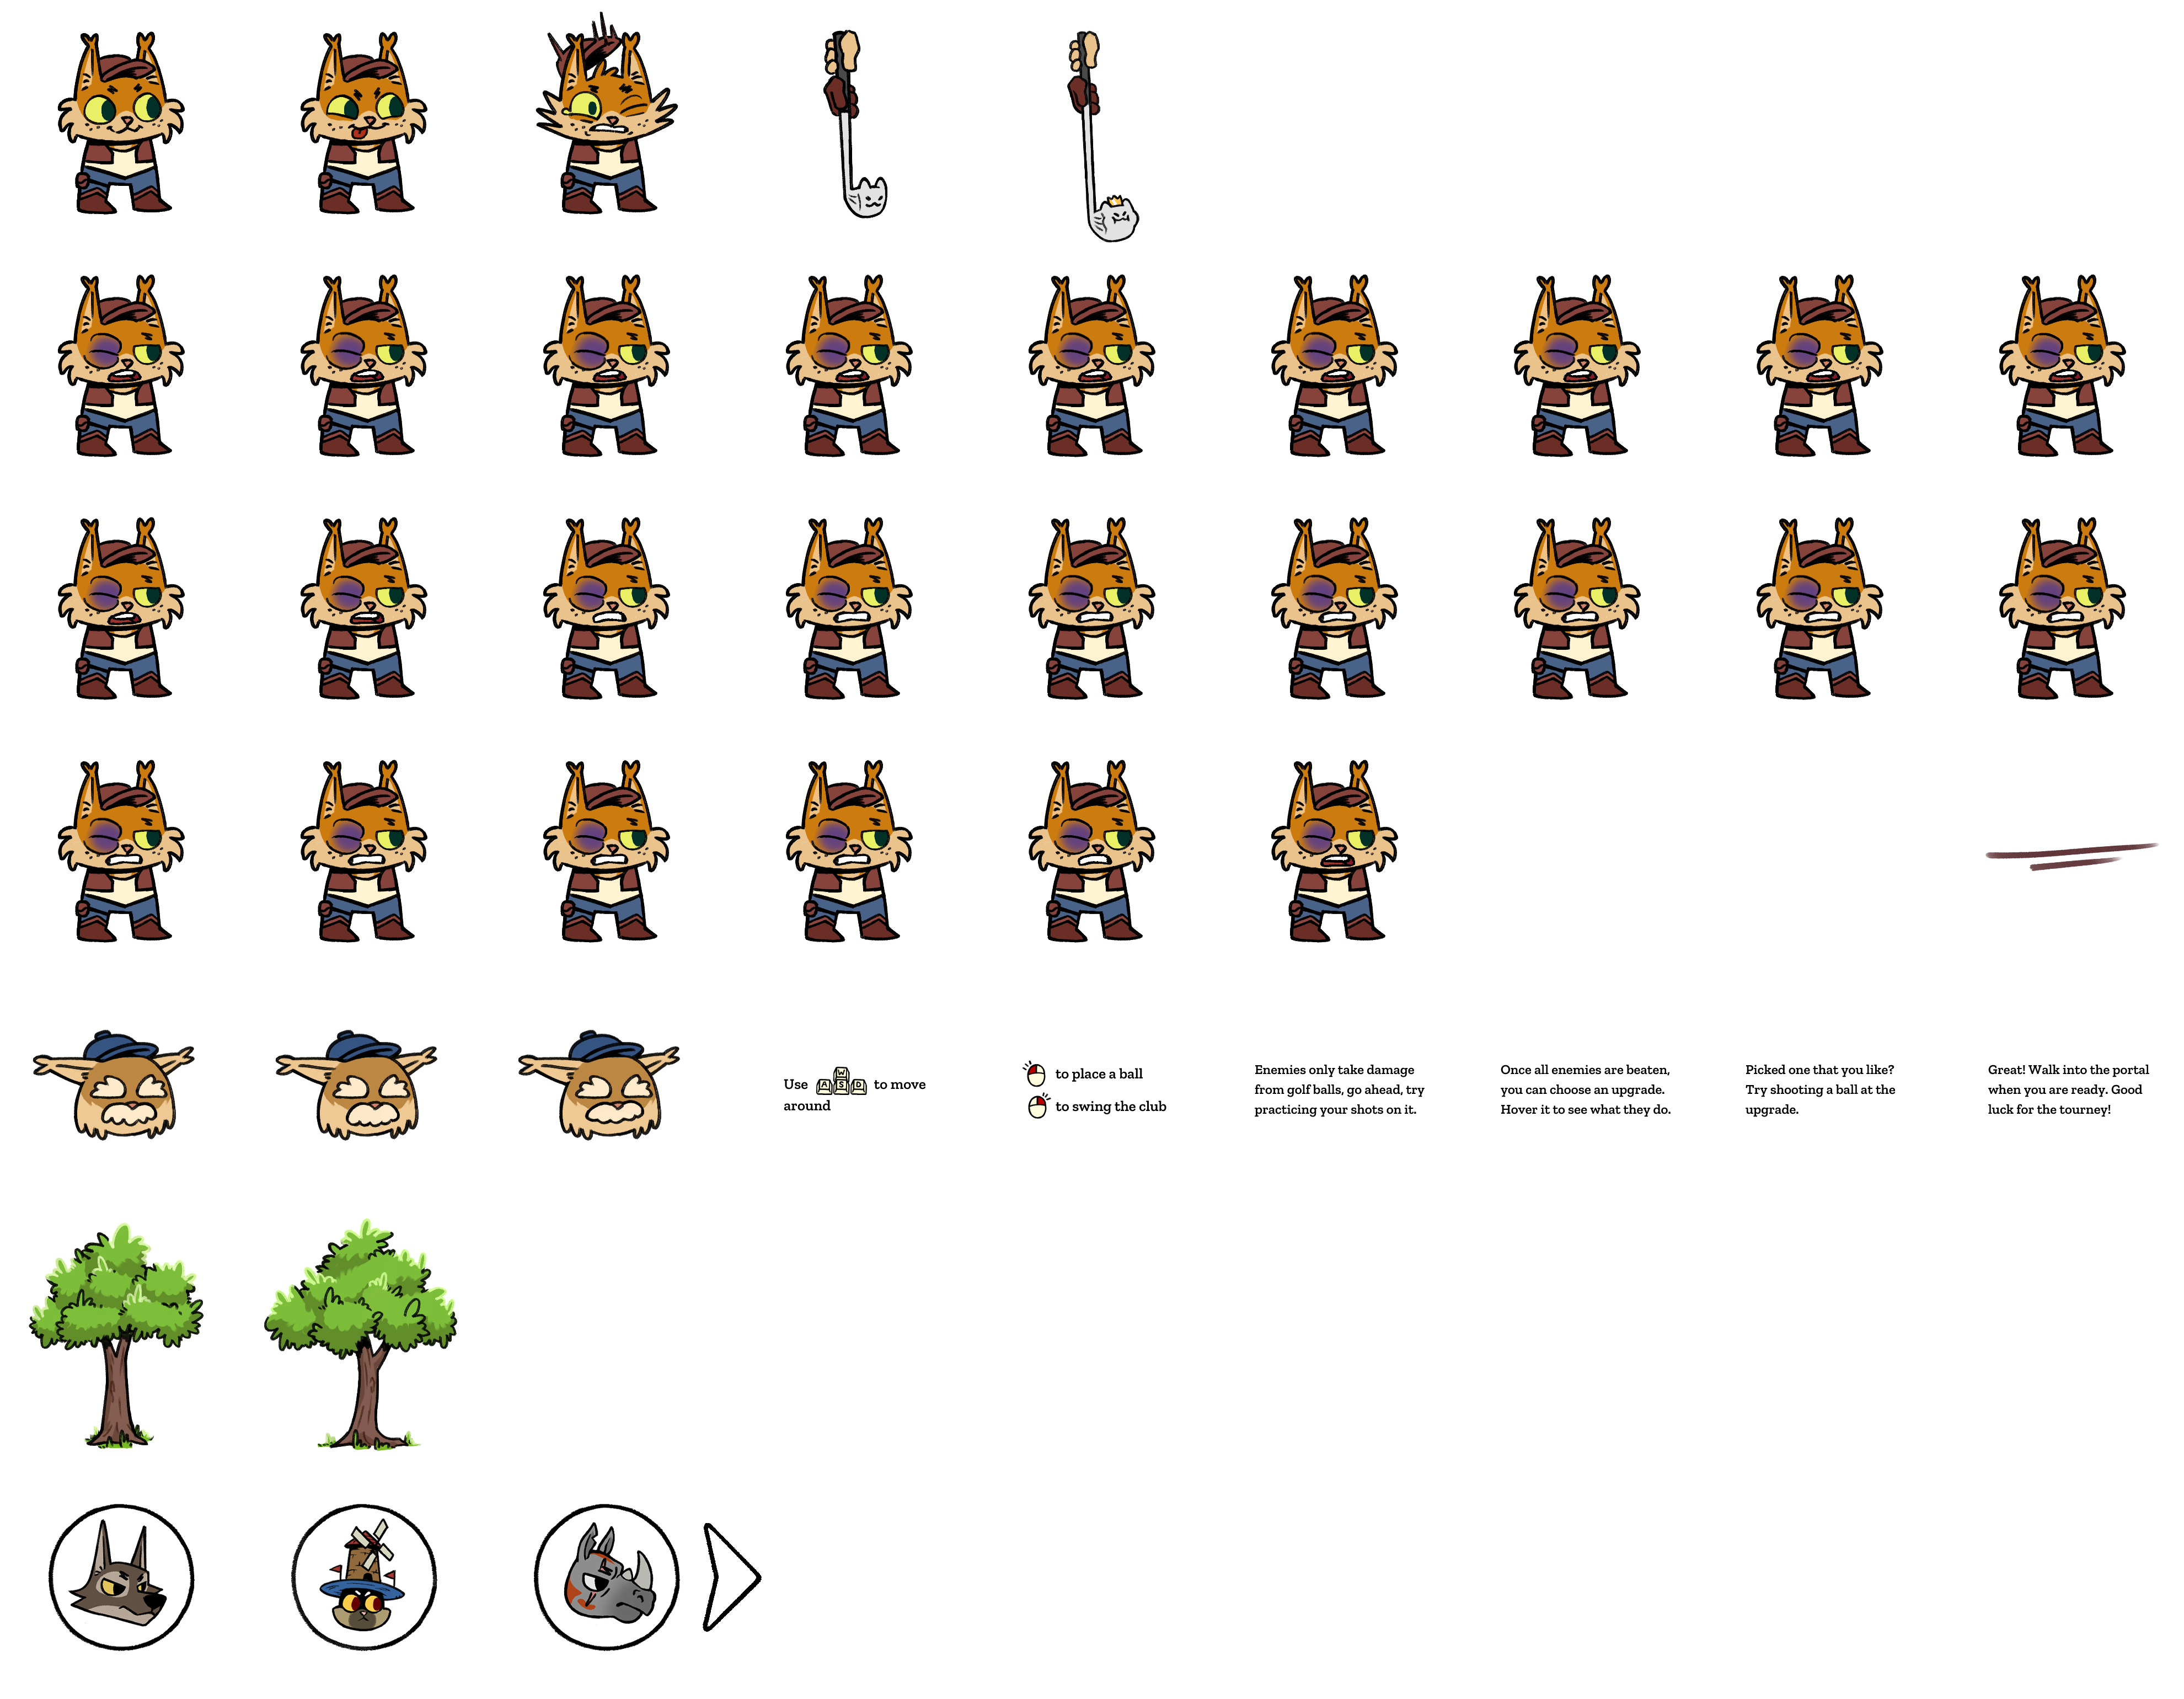 Use W A S D to move
around
to place a ball
to swing the club
Enemies only take damage
from golf balls, go ahead, try
practicing your shots on it.
Once all enemies are beaten,
you can choose an upgrade.
Hover it to see what they do.
Picked one that you like?
Try shooting a ball at the
upgrade.
Great! Walk into the portal
when you are ready. Good
luck for the tourney!